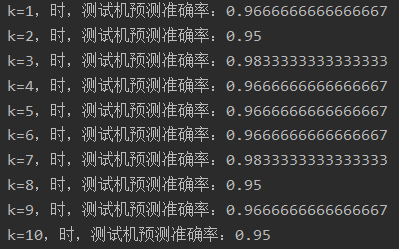 k=1，时，测试机预测准确率：0.9666666666666667
k=2，时，测试机预测准确率：0.95
k=3，时，测试机预测准确率：0.9833333333333333
k=4，时，测试机预测准确率：0.9666666666666667
k=5，时，测试机预测准确率：0.9666666666666667
k=6，时，测试机预测准确率：0.9666666666666667
k=7，时，测试机预测准确率：0.9833333333333333
k=8，时，测试机预测准确率：0.95
k=9，时，测试机预测准确率：0.9666666666666667
k=10，时，测试机预测准确率：0.95